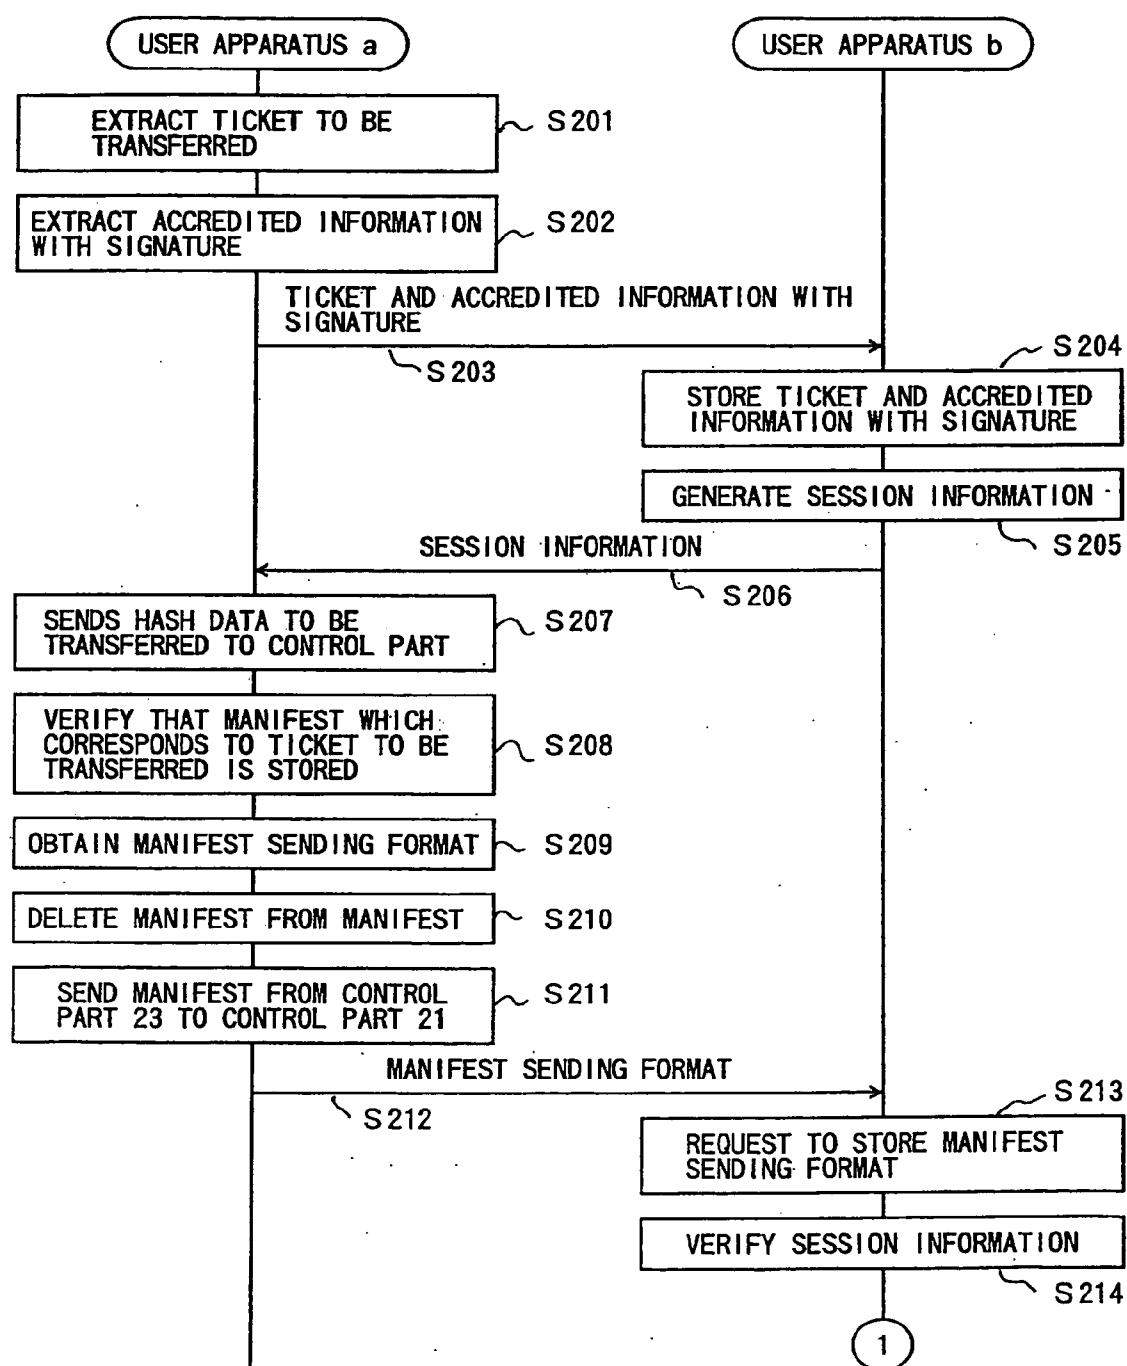 USER APPARATUS a
USER APPARATUS b
EXTRACT TICKET TO BE
TRANSFERRED
S201
EXTRACT ACCREDITED INFORMATION
WITH SIGNATURE
S202
TICKET AND ACCREDITED INFORMATION WITH
SIGNATURE
S203
S204
STORE TICKET AND ACCREDITED
INFORMATION WITH SIGNATURE
GENERATE SESSION INFORMATION
S205
SESSION INFORMATION
S206
SENDS HASH DATA TO BE
TRANSFERRED TO CONTROL PART
S207
VERIFY THAT MANIFEST WHICH
CORRESPONDS TO TICKET TO BE
TRANSFERRED IS STORED
S208
OBTAIN MANIFEST SENDING FORMAT
S209
DELETE MANIFEST FROM MANIFEST
S210
SEND MANIFEST FROM CONTROL
PART 23 TO CONTROL PART 21
S211
MANIFEST SENDING FORMAT
S212
S213
REQUEST TO STORE MANIFEST
SENDING FORMAT
VERIFY SESSION INFORMATION
S214
1